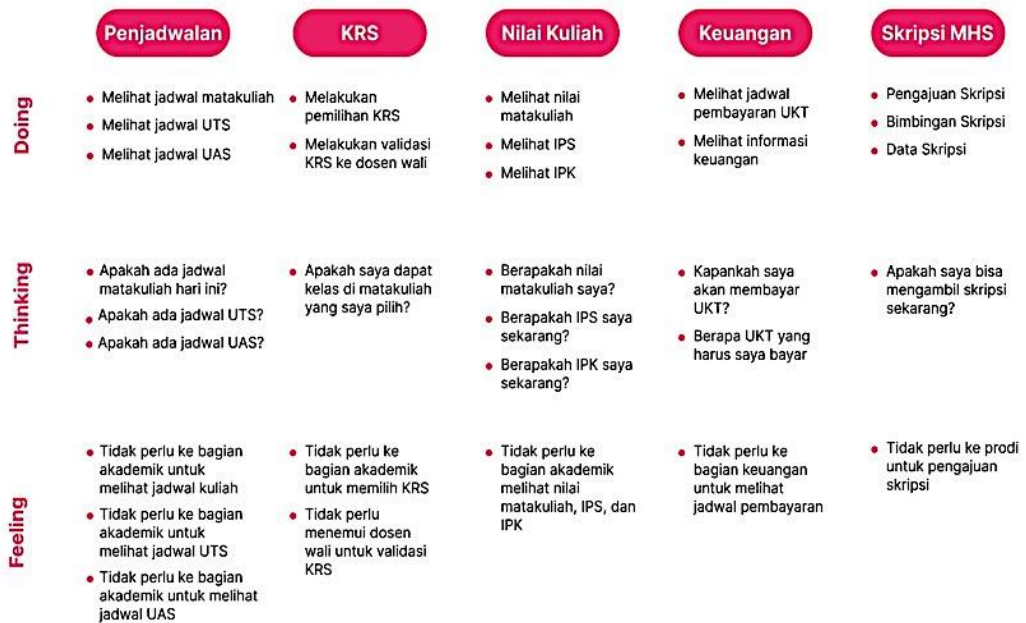 Penjadwalan
KRS
Nilai Kuliah
Keuangan
Skripsi MHS
Doing
Melihat jadwal matakuliah
Melihat jadwal UTS
Melihat jadwal UAS
Melakukan
pemilihan KRS
Melakukan validasi
KRS ke dosen wali
Melihat nilai
matakuliah
Melihat IPS
Melihat IPK
Melihat jadwal
pembayaran UKT
Melihat informasi
keuangan
Pengajuan Skripsi
Bimbingan Skripsi
Data Skripsi
Thinking
Apakah ada jadwal
matakuliah hari ini?
Apakah ada jadwal UTS?
Apakah ada jadwal UAS?
Apakah saya dapat
kelas di matakuliah
yang saya pilih?
Berapakah nilai
matakuliah saya?
Berapakah IPS saya
sekarang?
Berapakah IPK saya
sekarang?
Kapankah saya
akan membayar
UKT?
Berapa UKT yang
harus saya bayar
Apakah saya bisa
mengambil skripsi
sekarang?
Feeling
Tidak perlu ke bagian
akademik untuk
melihat jadwal kuliah
Tidak perlu ke bagian
akademik untuk
melihat jadwal UTS
Tidak perlu ke bagian
akademik untuk melihat
jadwal UAS
Tidak perlu ke
bagian akademik
untuk memilih KRS
Tidak perlu
menemui dosen
wali untuk validasi
KRS
Tidak perlu ke
bagian akademik
melihat nilai
matakuliah, IPS, dan
IPK
Tidak perlu ke
bagian keuangan
untuk melihat
jadwal pembayaran
Tidak perlu ke prodi
untuk pengajuan
skripsi